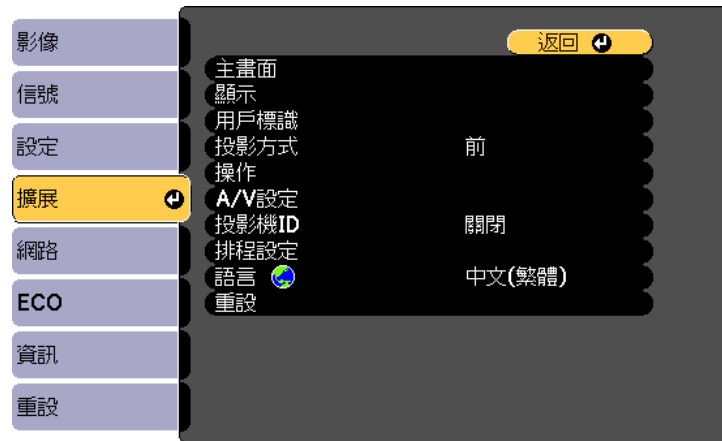 影像
信號
設定
擴展
網路
ECO
資訊
重設
返回
主畫面
顯示
用戶標識
投影方式 前
操作
A/V設定
投影機ID 關閉
排程設定
語言 中文(繁體)
重設